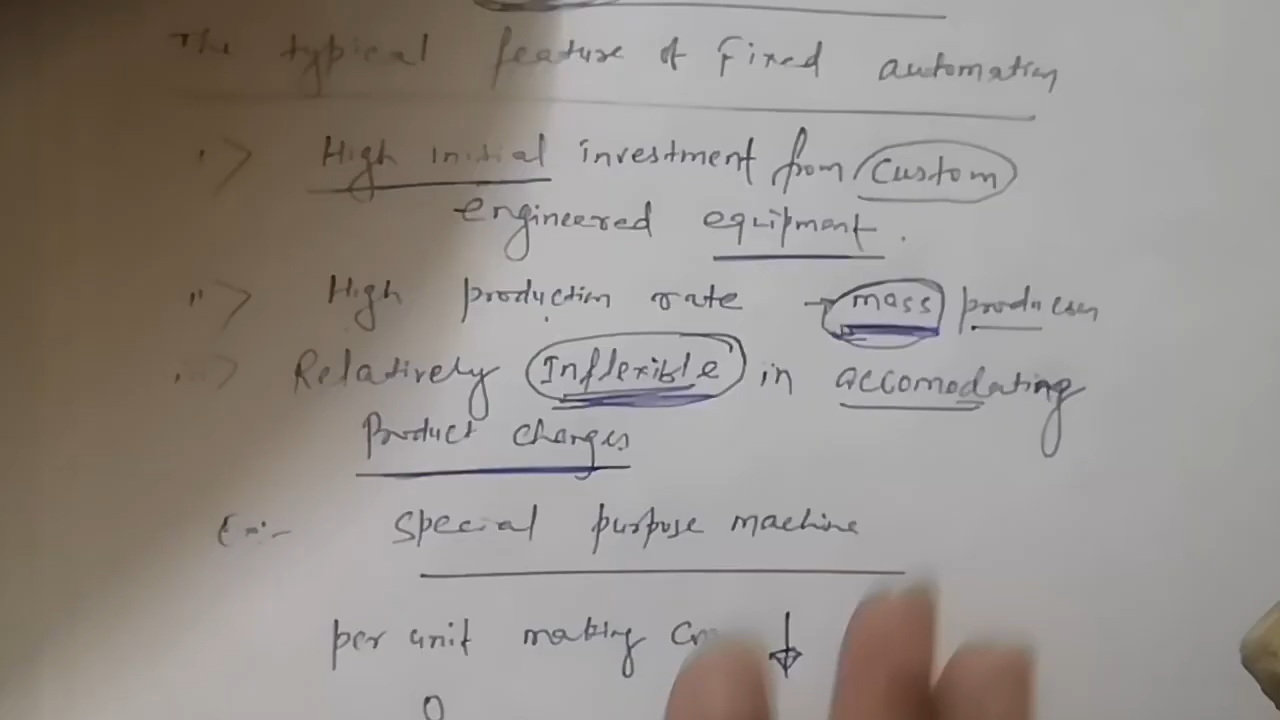 The typical feature of Fixed automation
i> High initial investment from custom
engineered equipment.
ii> High production rate → mass
Relatively Inflexible in accomodating
Product changes
Ex:- Special purpose machine
per unit making ↓